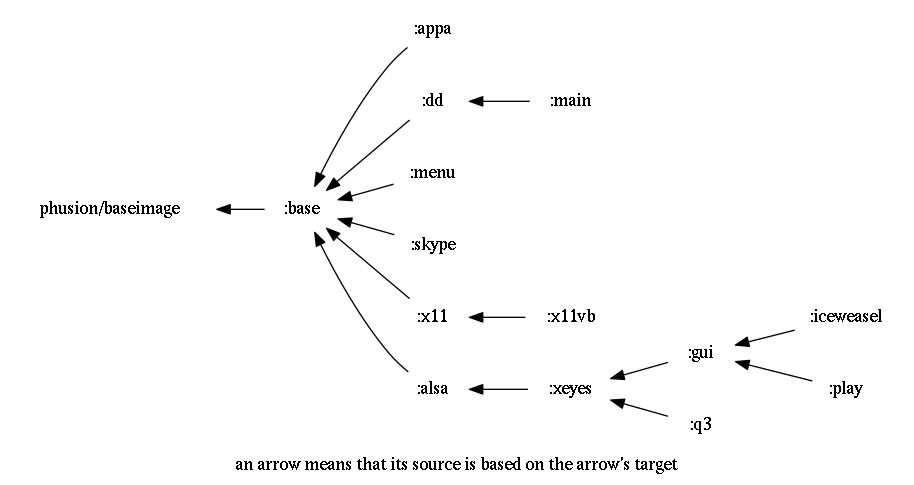 :appa
:dd
:main
:menu
phusion/baseimage
:base
:skype
:x11
:x11vb
:iceweasel
:gui
:alsa
:xeyes
:play
:q3
an arrow means that its source is based on the arrow's target